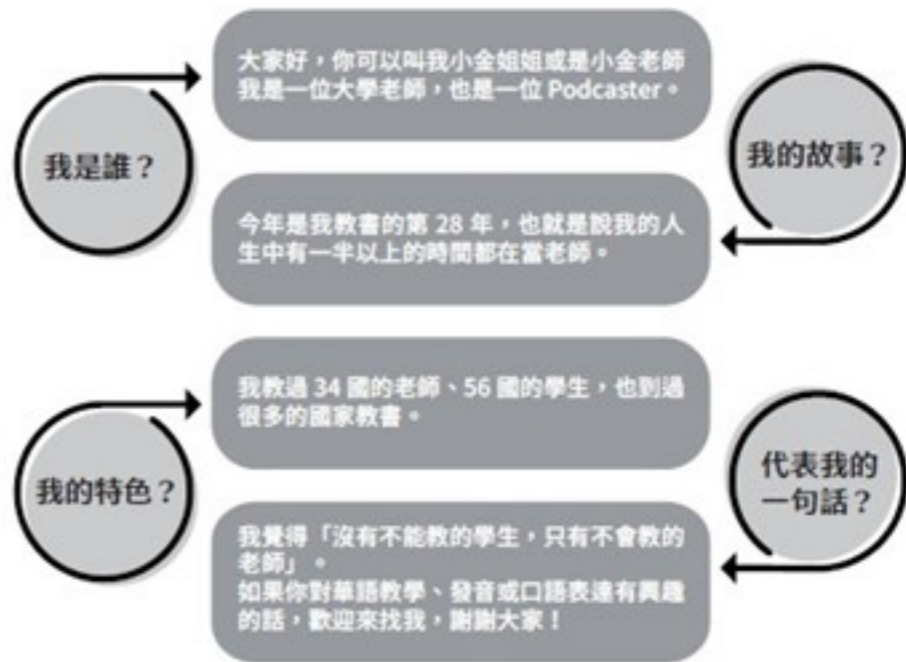 我是誰？
大家好，你可以叫我小金姐姐或是小金老師
我是一位大學老師，也是一位 Podcaster。
我的故事？
今年是我教書的第 28 年，也就是說我的人
生中有一半以上的時間都在當老師。
我的特色？
我教過 34 國的老師、56 國的學生，也到過
很多的國家教書。
代表我的
一句話？
我覺得「沒有不能教的學生，只有不會教的
老師」。
如果你對華語教學、發音或口語表達有興趣
的話，歡迎來找我，謝謝大家！